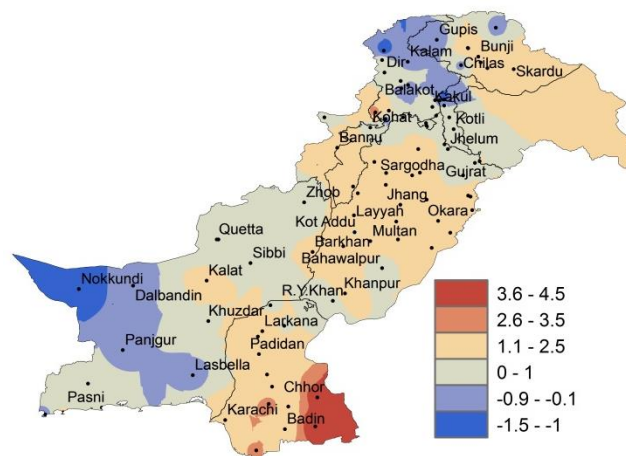 Gupis
Kalam
Bunji
Dir
Chilas
Skardu
Balakot
Kakul
Kohat
Kotli
Bannu
Jhelum
Sargodha
Gujrat
Zhob
Jhang
Kot Addu
Layyah
Okara
Quetta
Multan
Sibbi
Barkhan
Kalat
Bahawalpur
Nokkundi
Dalbandin
R.Y.Khan
Khanpur
Khuzdar
Larkana
Panjgur
Padidan
Lasbella
Pasni
Chhor
Karachi
Badin
3.6 - 4.5
2.6 - 3.5
1.1 - 2.5
0 - 1
-0.9 - -0.1
-1.5 - -1